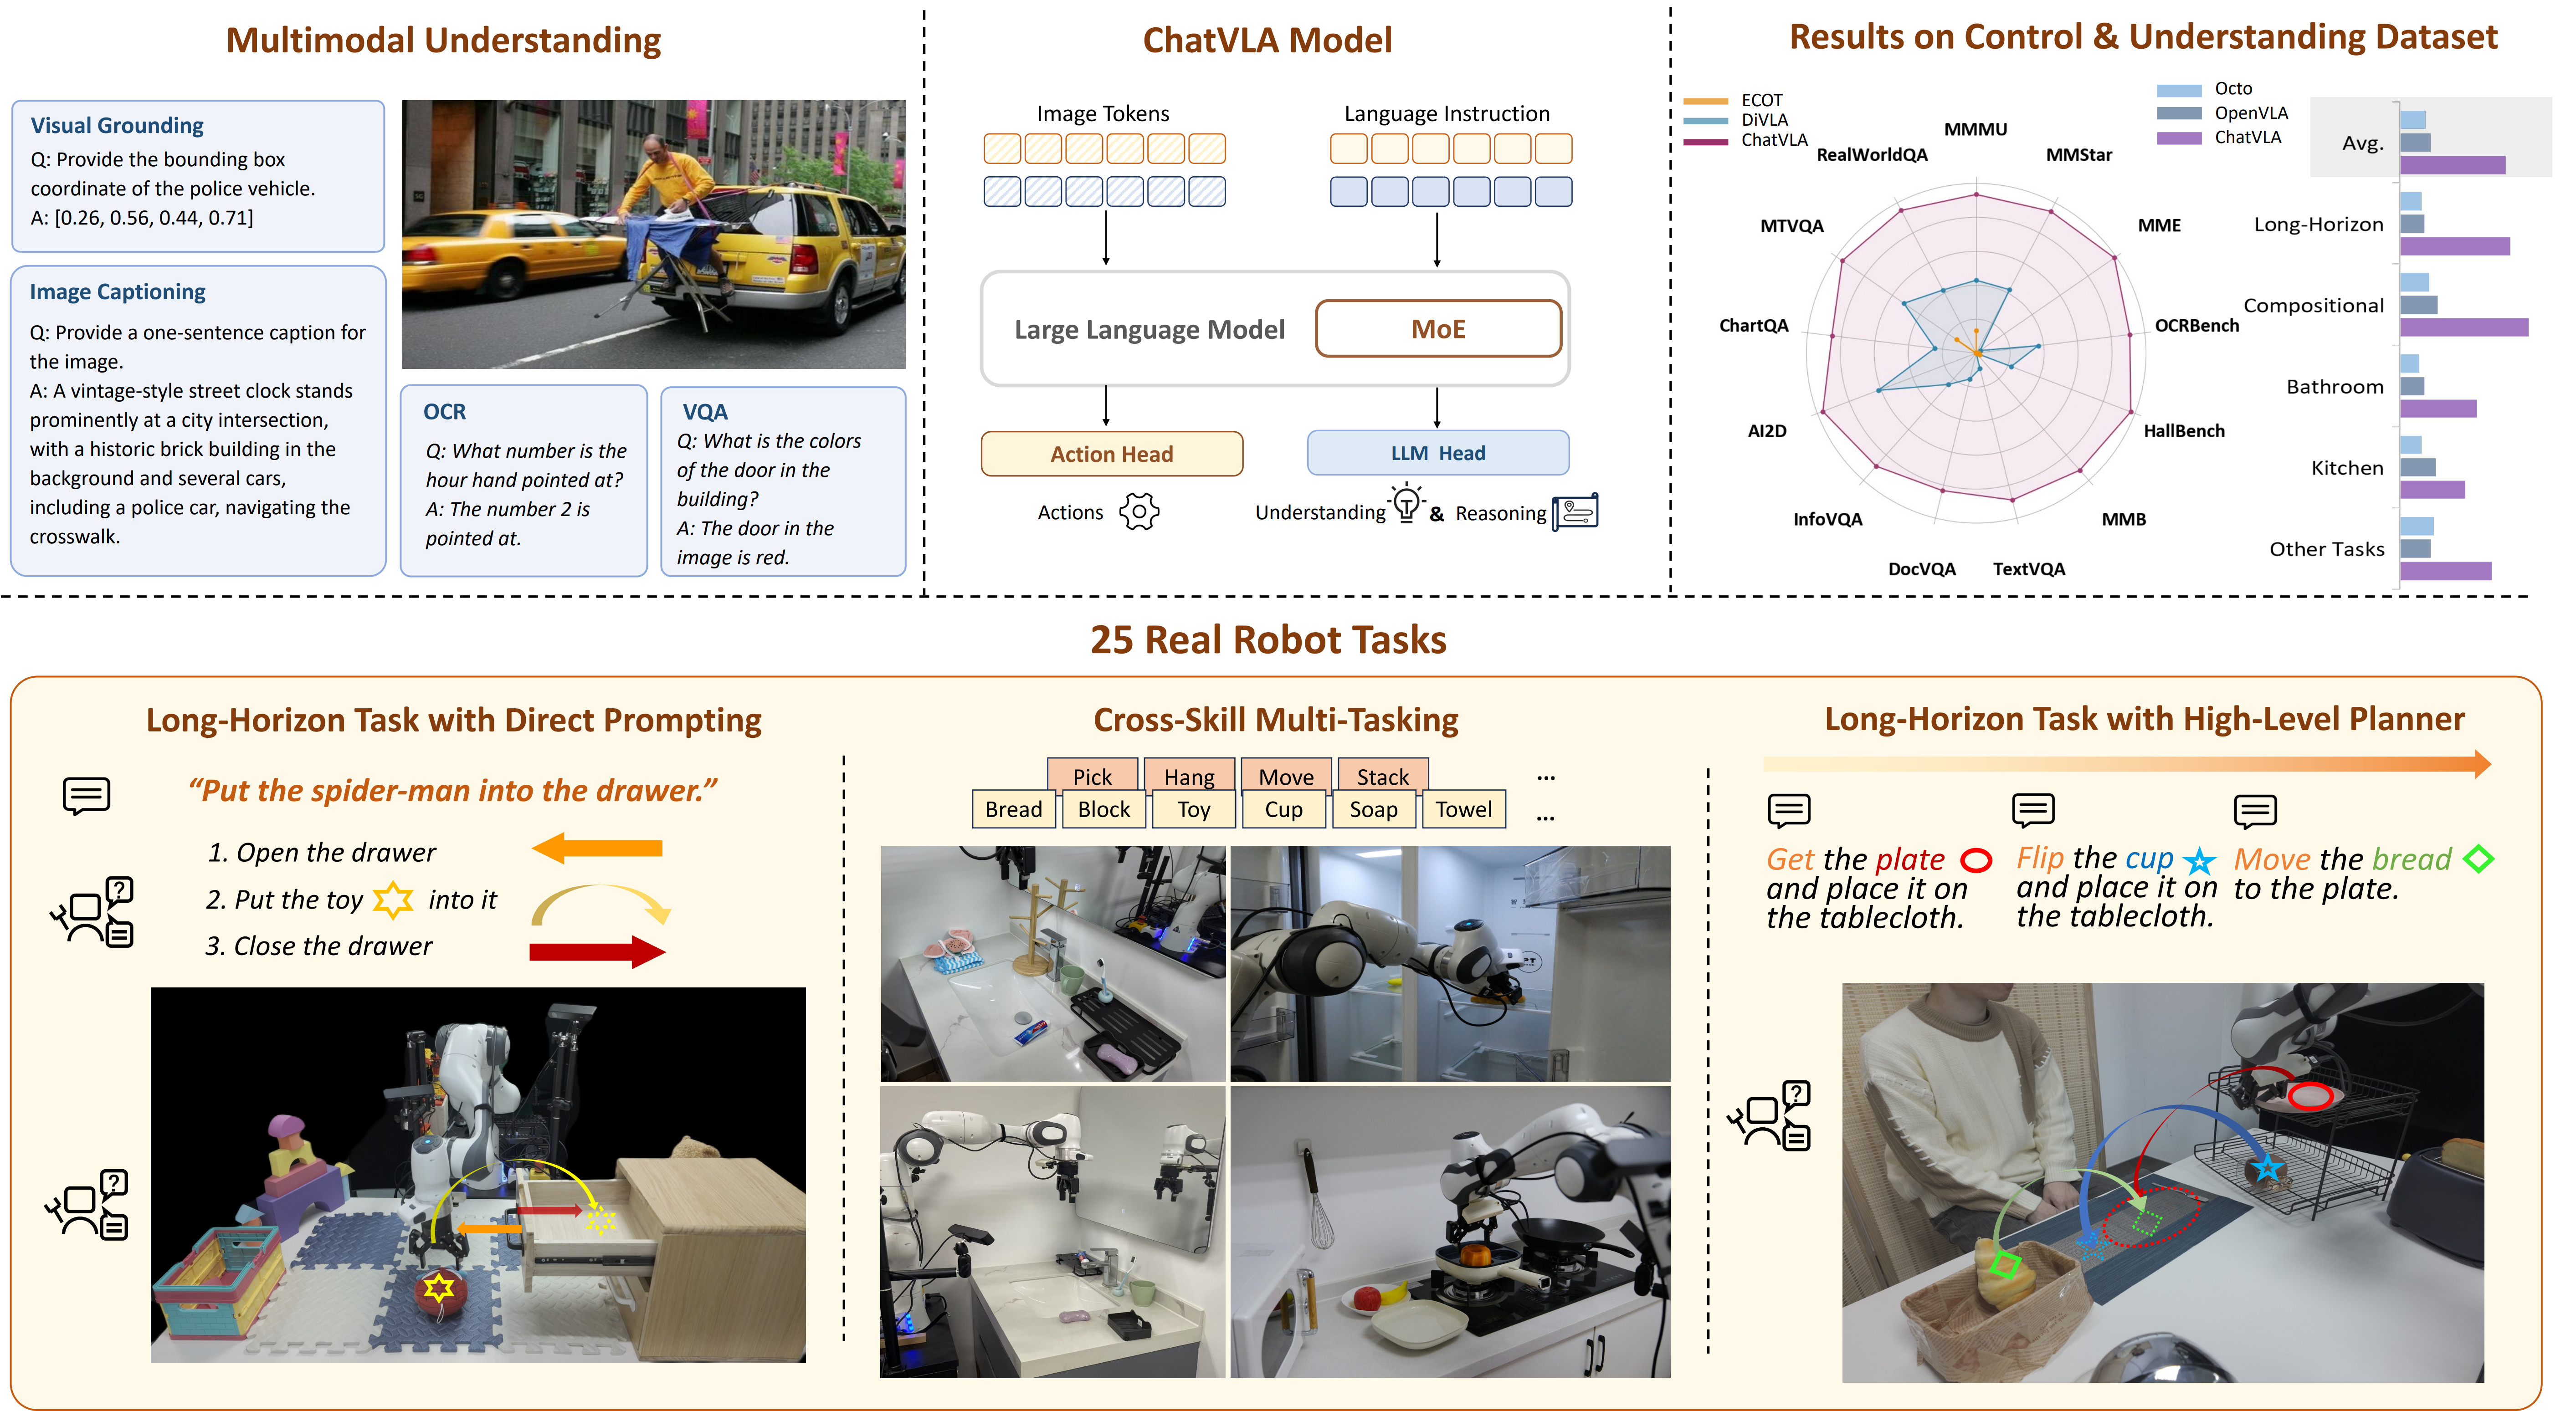 Multimodal Understanding
Visual Grounding
Q: Provide the bounding box
coordinate of the police vehicle.
A: [0.26, 0.56, 0.44, 0.71]
Image Captioning
Q: Provide a one-sentence caption for
the image.
A: A vintage-style street clock stands
prominently at a city intersection,
with a historic brick building in the
background and several cars,
including a police car, navigating the
crosswalk.
OCR
Q: What number is the
hour hand pointed at?
A: The number 2 is
pointed at.
VQA
Q: What is the colors
of the door in the
building?
A: The door in the
image is red.
ChatVLA Model
Image Tokens
Language Instruction
Large Language Model
MoE
Action Head
LLM Head
Actions
Understanding & Reasoning
Results on Control & Understanding Dataset
ECOT
DiVLA
ChatVLA
MMMU
MMStar
MME
OCRBench
HallBench
MMB
TextVQA
DocVQA
InfoVQA
AI2D
ChartQA
MTVQA
RealWorldQA
Octo
OpenVLA
ChatVLA
Avg.
Long-Horizon
Compositional
Bathroom
Kitchen
Other Tasks
25 Real Robot Tasks
Long-Horizon Task with Direct Prompting
“Put the spider-man into the drawer.”
1. Open the drawer
2. Put the toy into it
3. Close the drawer
Cross-Skill Multi-Tasking
Pick Hang Move Stack ...
Bread Block Toy Cup Soap Towel ...
Long-Horizon Task with High-Level Planner
Get the plate
and place it on
the tablecloth.
Flip the cup
and place it on
the tablecloth.
Move the bread
to the plate.